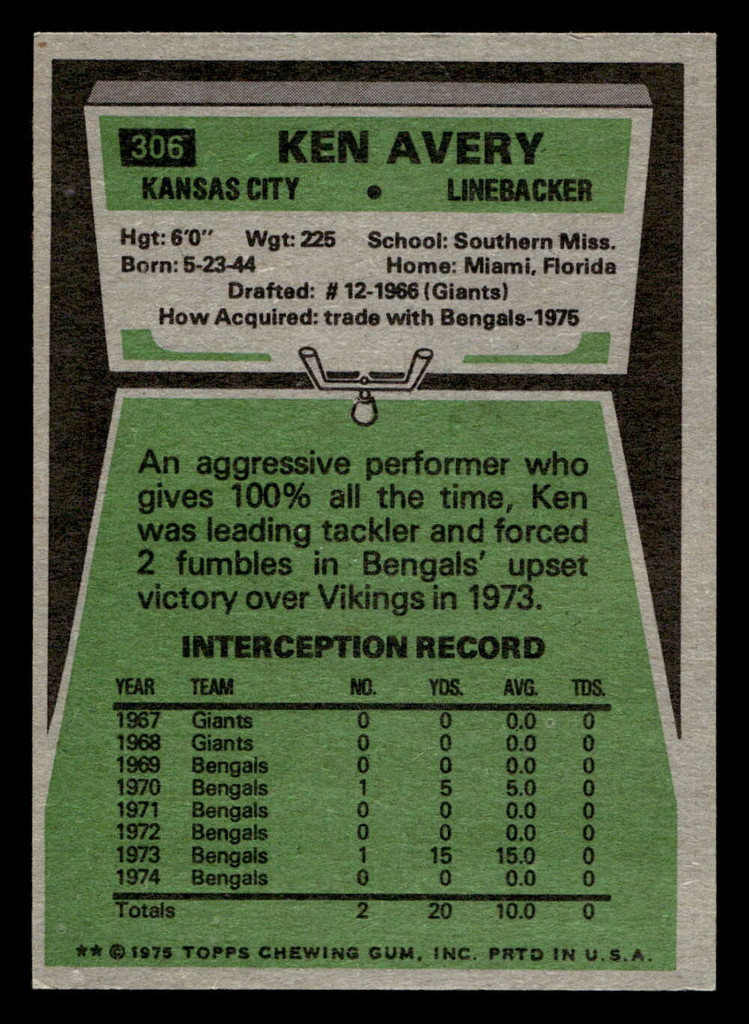 306 KEN AVERY
KANSAS CITY • LINEBACKER
Hgt: 6'0" Wgt: 225 School: Southern Miss.
Born: 5-23-44 Home: Miami, Florida
Drafted: # 12-1966 (Giants)
How Acquired: trade with Bengals-1975
An aggressive performer who
gives 100% all the time, Ken
was leading tackler and forced
2 fumbles in Bengals' upset
victory over Vikings in 1973.
INTERCEPTION RECORD
YEAR TEAM NO. YDS. AVG. TDS.
1967 Giants 0 0 0.0 0
1968 Giants 0 0 0.0 0
1969 Bengals 0 0 0.0 0
1970 Bengals 1 5 5.0 0
1971 Bengals 0 0 0.0 0
1972 Bengals 0 0 0.0 0
1973 Bengals 1 15 15.0 0
1974 Bengals 0 0 0.0 0
Totals 2 20 10.0 0
** © 1975 TOPPS CHEWING GUM, INC. PRTD IN U.S.A.